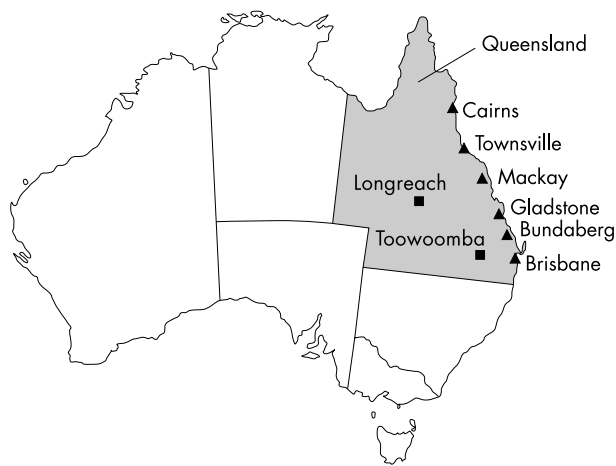 Queensland
Cairns
Townsville
Mackay
Longreach
Gladstone
Bundaberg
Toowoomba
Brisbane